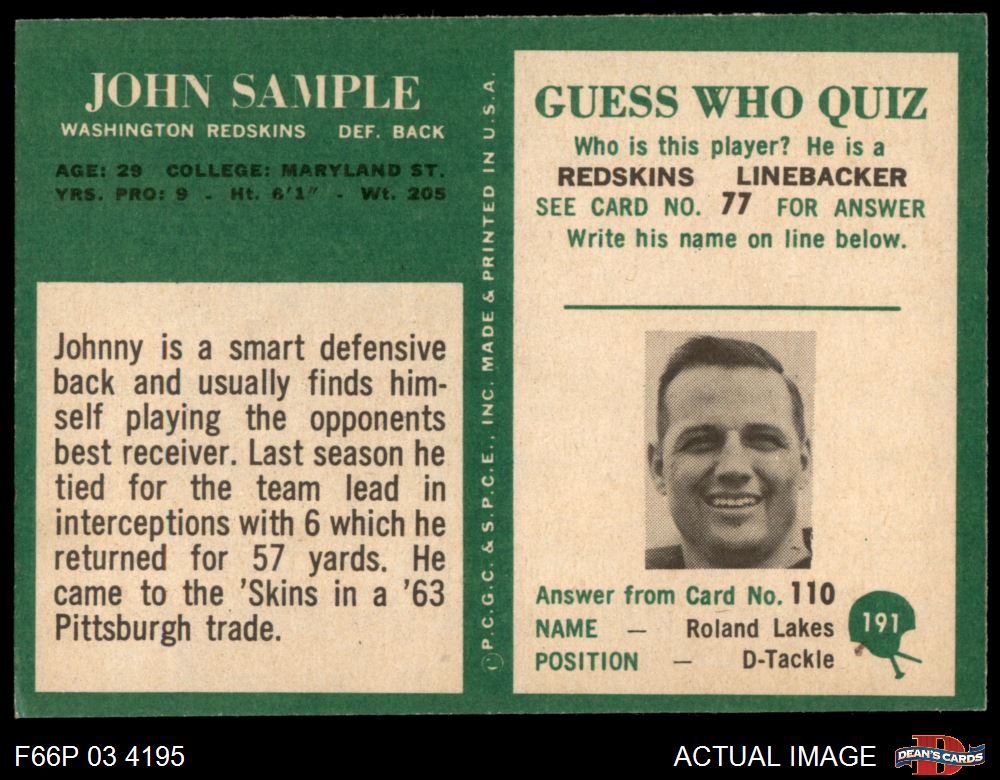 JOHN SAMPLE
WASHINGTON REDSKINS DEF. BACK
AGE: 29 COLLEGE: MARYLAND ST.
YRS. PRO: 9 - Ht. 6'1" - Wt. 205
Johnny is a smart defensive
back and usually finds him-
self playing the opponents
best receiver. Last season he
tied for the team lead in
interceptions with 6 which he
returned for 57 yards. He
came to the 'Skins in a '63
Pittsburgh trade.
©P.C.G.C. & S.P.C.E., INC. MADE & PRINTED IN U.S.A.
GUESS WHO QUIZ
Who is this player? He is a
REDSKINS LINEBACKER
SEE CARD NO. 77 FOR ANSWER
Write his name on line below.
Answer from Card No. 110
NAME — Roland Lakes
POSITION — D-Tackle
191
F66P 03 4195
ACTUAL IMAGE
D
DEAN'S CARDS